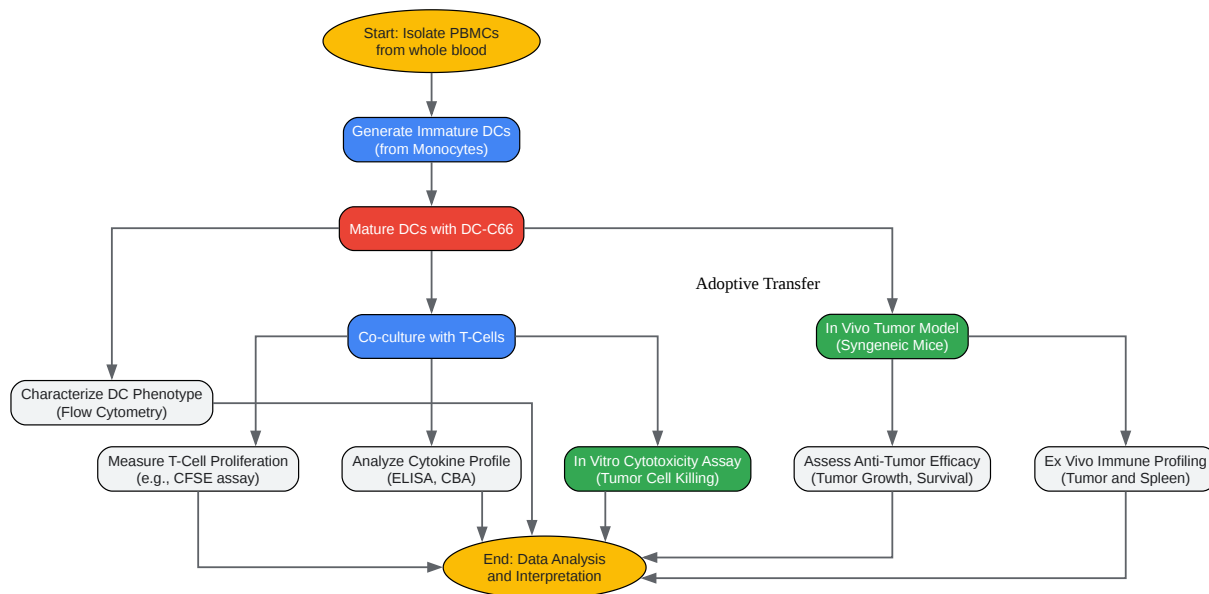 Start: Isolate PBMCs
from whole blood
Generate Immature DCs
(from Monocytes)
Mature DCs with DC-C66
Adoptive Transfer
Co-culture with T-Cells
In Vivo Tumor Model
(Syngeneic Mice)
Characterize DC Phenotype
(Flow Cytometry)
Measure T-Cell Proliferation
(e.g., CFSE assay)
Analyze Cytokine Profile
(ELISA, CBA)
In Vitro Cytotoxicity Assay
(Tumor Cell Killing)
Assess Anti-Tumor Efficacy
(Tumor Growth, Survival)
Ex Vivo Immune Profiling
(Tumor and Spleen)
End: Data Analysis
and Interpretation